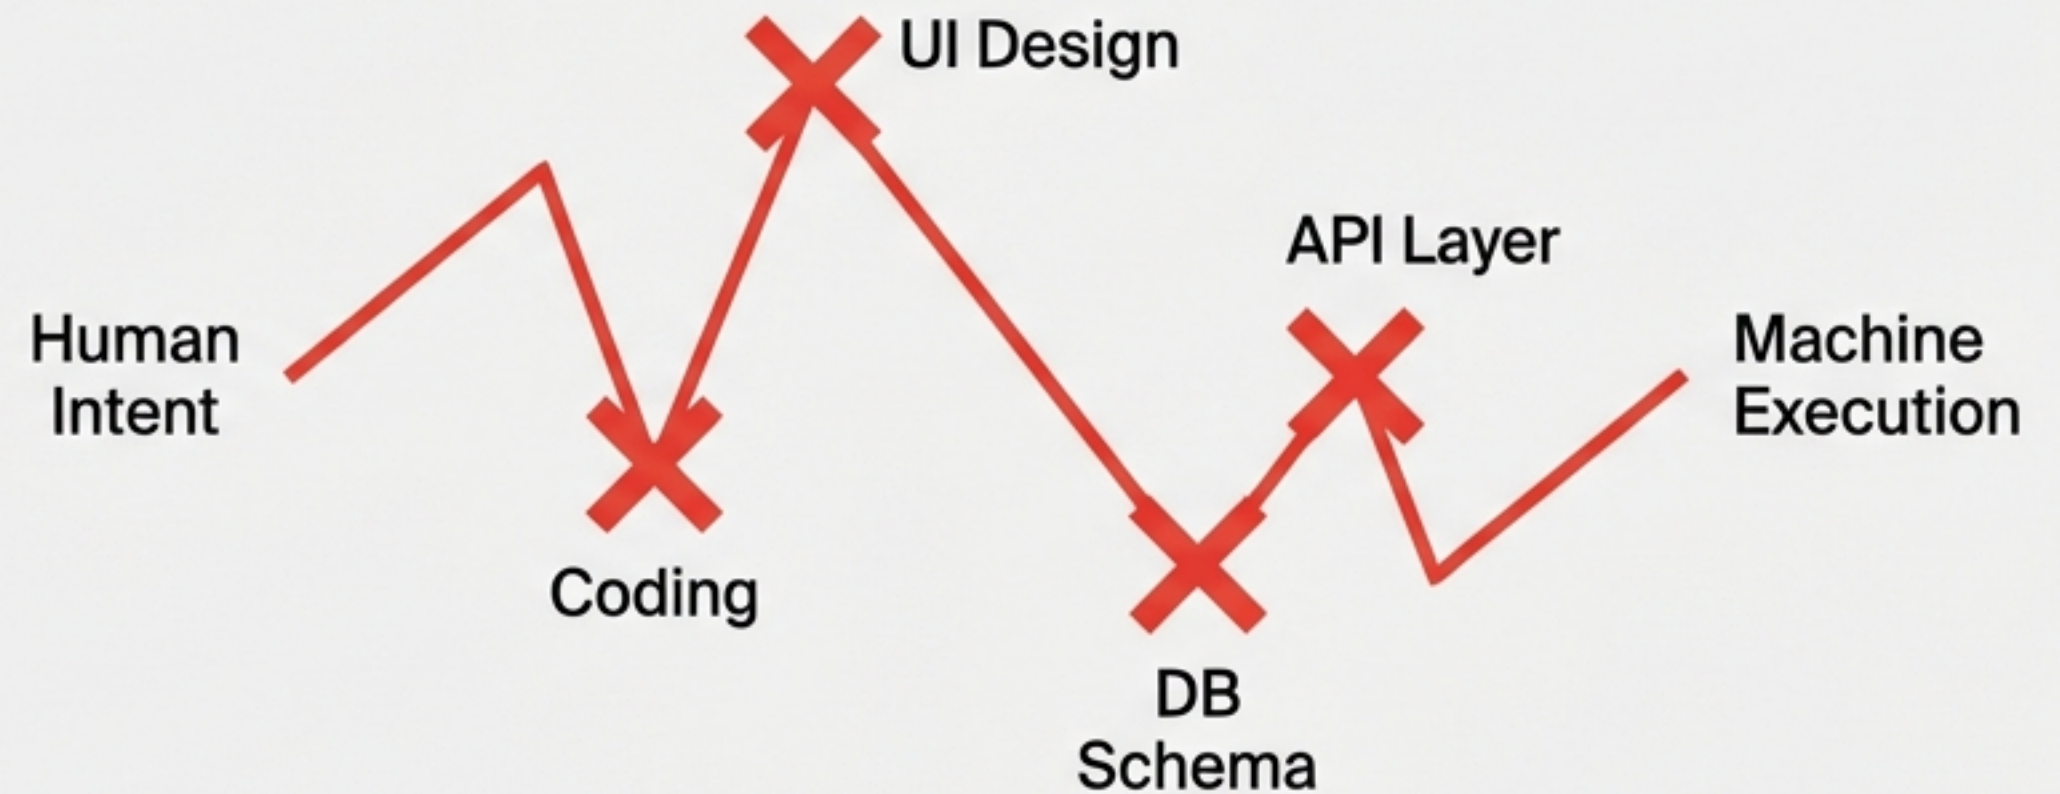 UI Design
API Layer
Human
Intent
Machine
Execution
Coding
DB
Schema